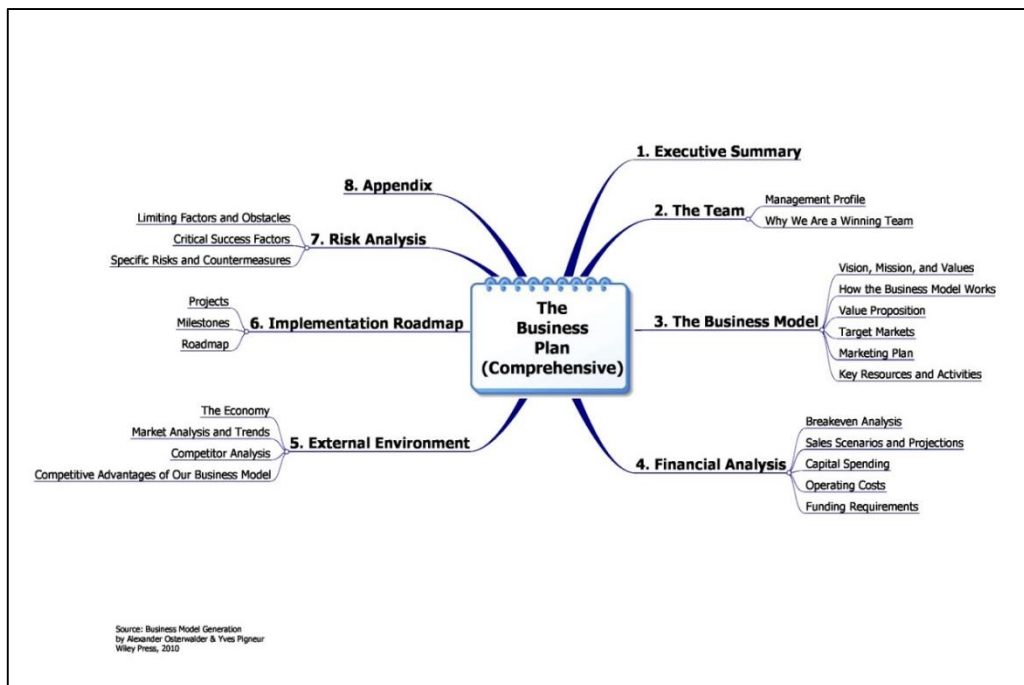 The
Business
Plan
(Comprehensive)
1. Executive Summary
2. The Team
Management Profile
Why We Are a Winning Team
3. The Business Model
Vision, Mission, and Values
How the Business Model Works
Value Proposition
Target Markets
Marketing Plan
Key Resources and Activities
4. Financial Analysis
Breakeven Analysis
Sales Scenarios and Projections
Capital Spending
Operating Costs
Funding Requirements
5. External Environment
The Economy
Market Analysis and Trends
Competitor Analysis
Competitive Advantages of Our Business Model
6. Implementation Roadmap
Projects
Milestones
Roadmap
7. Risk Analysis
Limiting Factors and Obstacles
Critical Success Factors
Specific Risks and Countermeasures
8. Appendix
Source: Business Model Generation
by Alexander Osterwalder & Yves Pigneur
Wiley Press, 2010